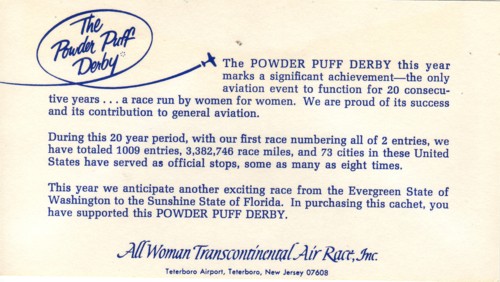 The
Powder Puff
Derby
The POWDER PUFF DERBY this year
marks a significant achievement—the only
aviation event to function for 20 consecu-
tive years . . . a race run by women for women. We are proud of its success
and its contribution to general aviation.
During this 20 year period, with our first race numbering all of 2 entries, we
have totaled 1009 entries, 3,382,746 race miles, and 73 cities in these United
States have served as official stops, some as many as eight times.
This year we anticipate another exciting race from the Evergreen State of
Washington to the Sunshine State of Florida. In purchasing this cachet, you
have supported this POWDER PUFF DERBY.
All Woman Transcontinental Air Race, Inc.
Teterboro Airport, Teterboro, New Jersey 07608